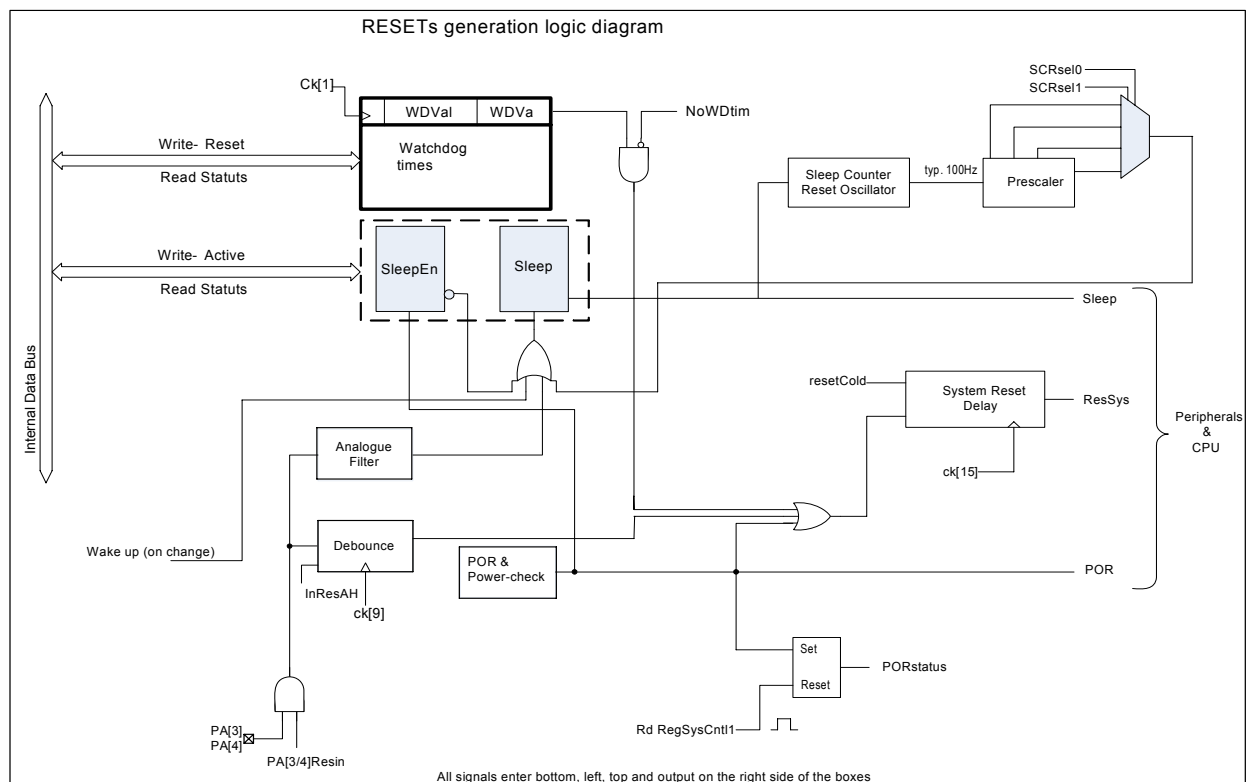 RESETs generation logic diagram
Ck[1]
WDVal
WDVa
NoWDtim
Watchdog
times
Write- Reset
Read Statuts
SCRsel0
SCRsel1
Sleep Counter
Reset Oscillator
typ. 100Hz
Prescaler
Write- Active
Read Statuts
SleepEn
Sleep
Sleep
Internal Data Bus
resetCold
System Reset
Delay
ResSys
ck[15]
Peripherals
&
CPU
Analogue
Filter
Wake up (on change)
Debounce
InResAH
ck[9]
POR &
Power-check
POR
Set
Reset
PORstatus
Rd RegSysCntl1
PA[3]
PA[4]
PA[3/4]Resin
All signals enter bottom, left, top and output on the right side of the boxes